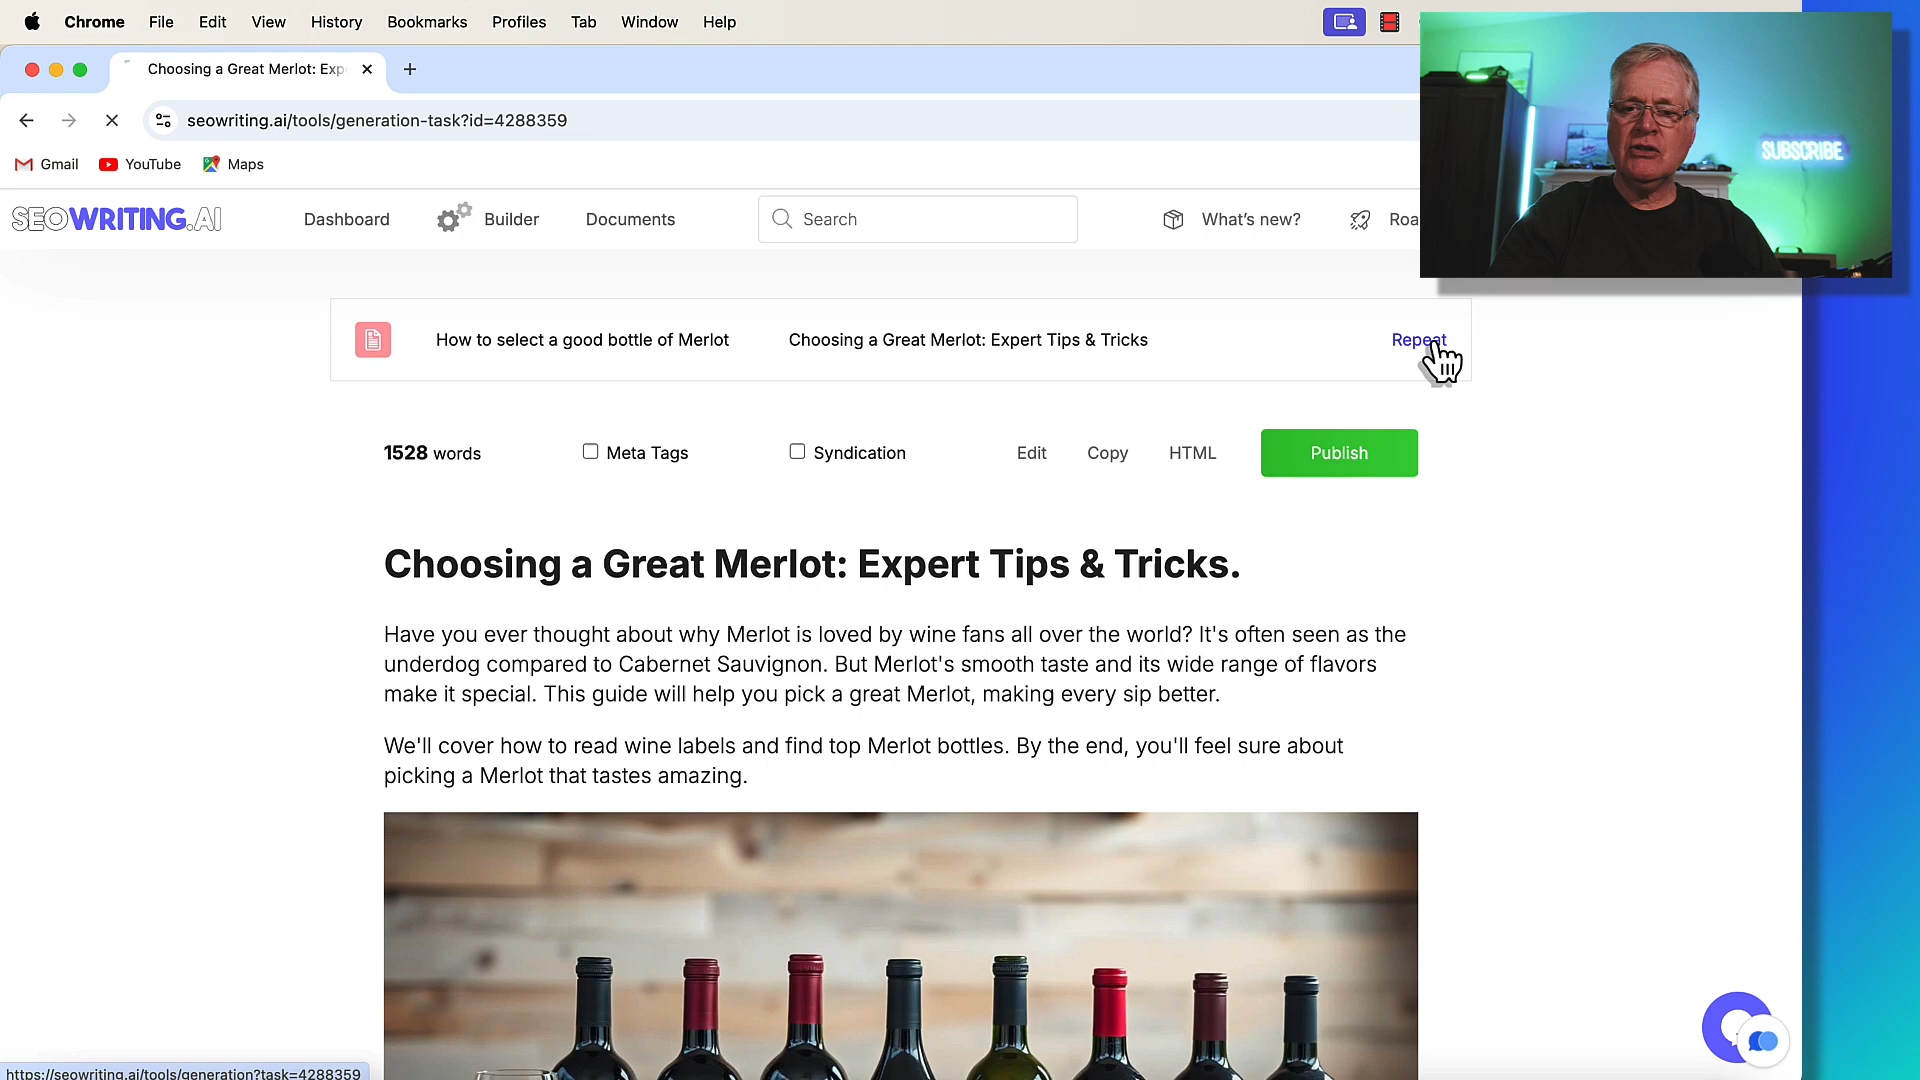 Chrome File Edit View History Bookmarks Profiles Tab Window Help
Choosing a Great Merlot: Exp
seowriting.ai/tools/generation-task?id=4288359
Gmail YouTube Maps
SEOWRITING.AI Dashboard Builder Documents Search What's new? Roa
SUBSCRIBE
How to select a good bottle of Merlot Choosing a Great Merlot: Expert Tips & Tricks Repeat
1528 words Meta Tags Syndication Edit Copy HTML Publish
Choosing a Great Merlot: Expert Tips & Tricks.
Have you ever thought about why Merlot is loved by wine fans all over the world? It's often seen as the
underdog compared to Cabernet Sauvignon. But Merlot's smooth taste and its wide range of flavors
make it special. This guide will help you pick a great Merlot, making every sip better.
We'll cover how to read wine labels and find top Merlot bottles. By the end, you'll feel sure about
picking a Merlot that tastes amazing.
https://seowriting.ai/tools/generation?task=4288359